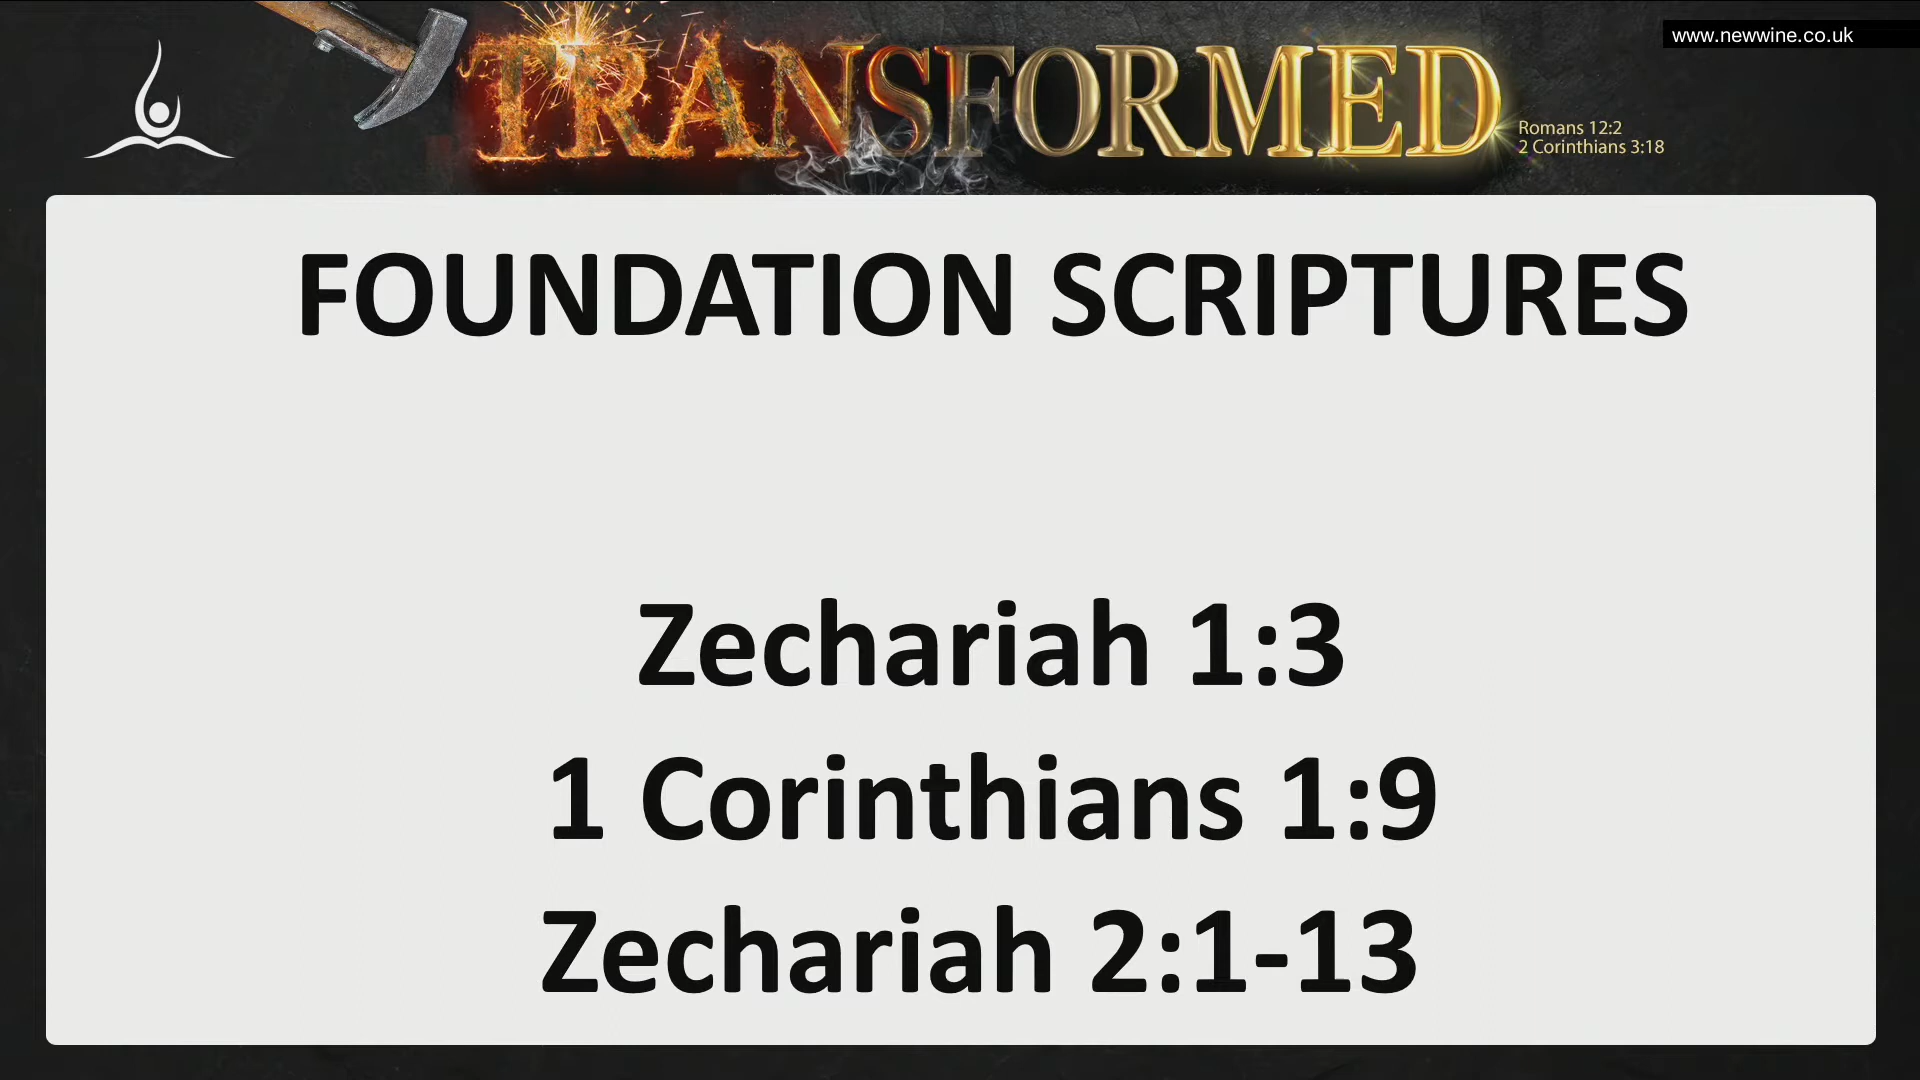 www.newwine.co.uk
TRANSFORMED
Romans 12:2
2 Corinthians 3:18
FOUNDATION SCRIPTURES
Zechariah 1:3
1 Corinthians 1:9
Zechariah 2:1-13